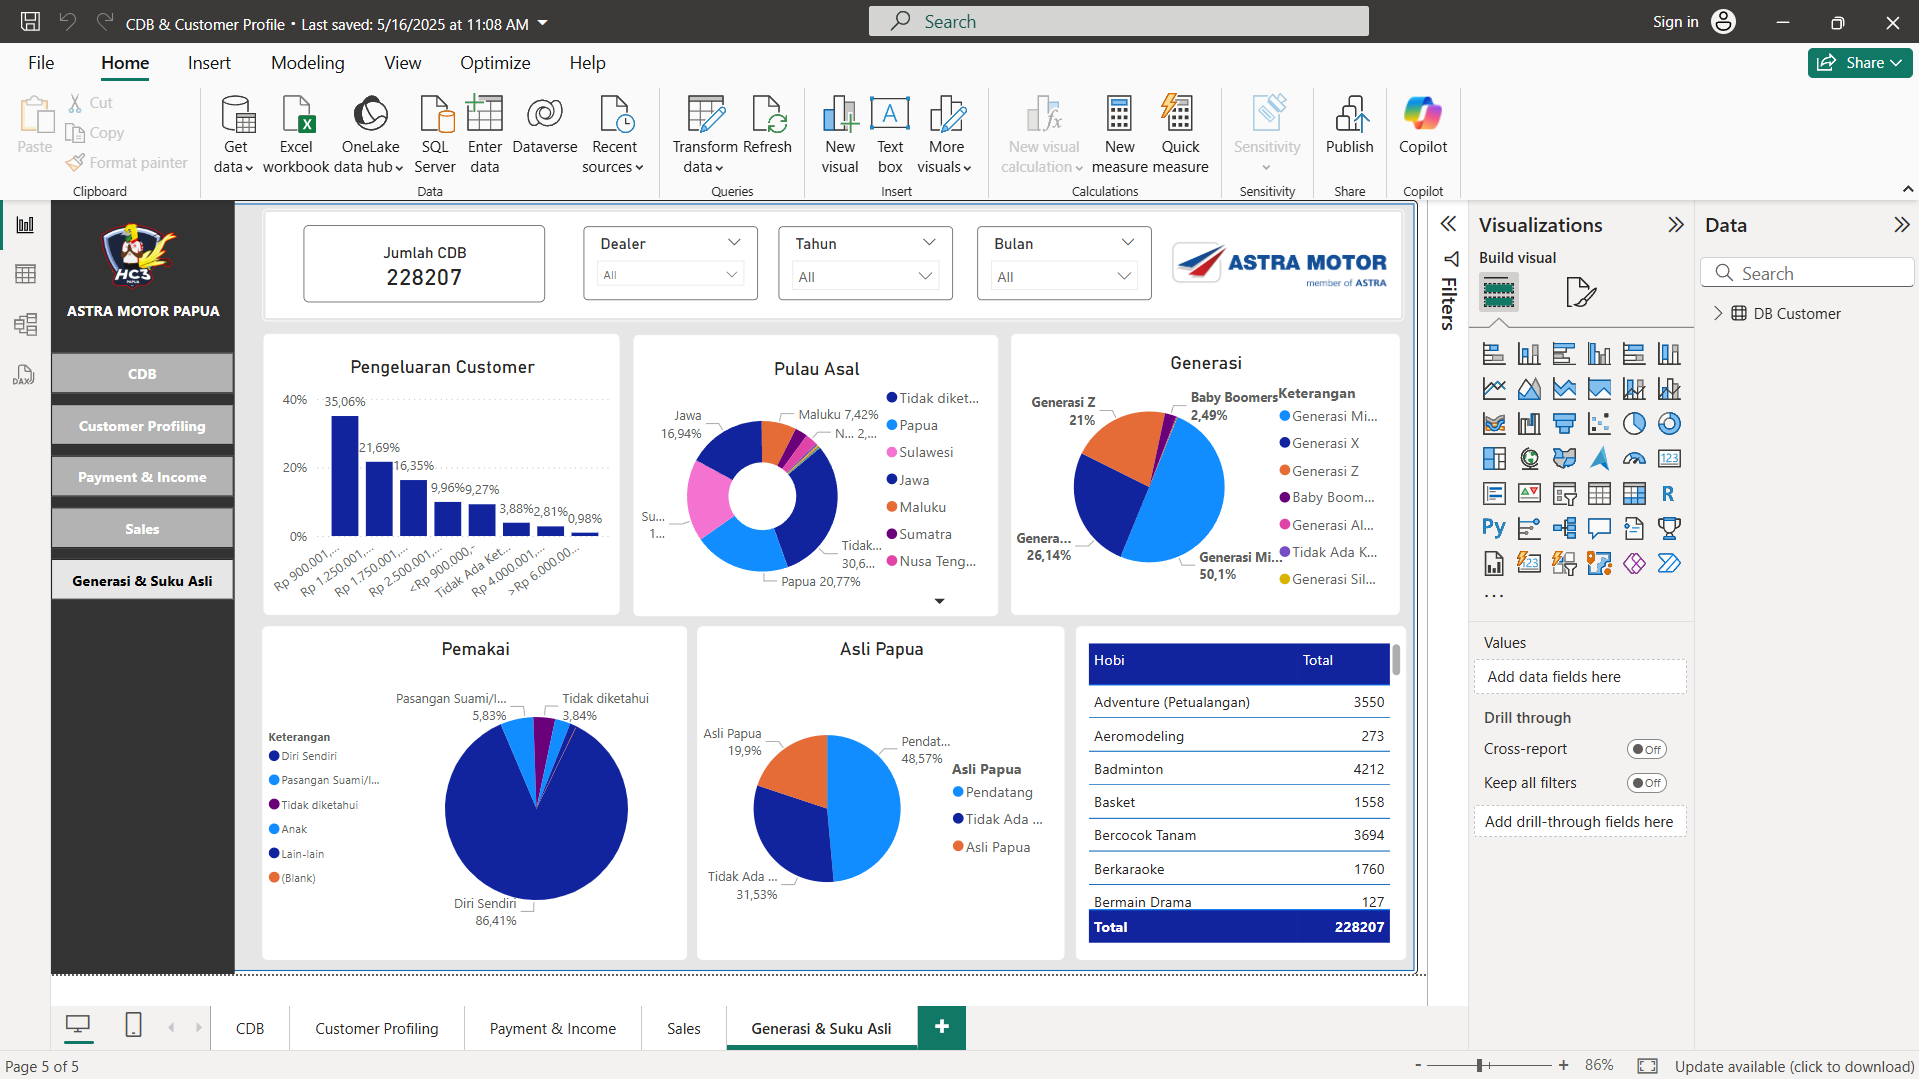 CDB & Customer Profile • Last saved: 5/16/2025 at 11:08 AM
Search
Sign in
File
Home
Insert
Modeling
View
Optimize
Help
Share
Paste
Cut
Copy
Format painter
Clipboard
Get data
Excel workbook
OneLake data hub
SQL Server
Enter data
Dataverse
Recent sources
Data
Transform data
Refresh
Queries
New visual
Text box
More visuals
Insert
New visual calculation
New measure
Quick measure
Calculations
Sensitivity
Sensitivity
Publish
Share
Copilot
Copilot
HC3
PAPUA
ASTRA MOTOR PAPUA
CDB
Customer Profiling
Payment & Income
Sales
Generasi & Suku Asli
Jumlah CDB
228207
Dealer
All
Tahun
All
Bulan
All
ASTRA MOTOR
member of ASTRA
Pengeluaran Customer
40%
20%
0%
35,06%
21,69%
16,35%
9,96%
9,27%
3,88%
2,81%
0,98%
Rp 900.001,...
Rp 1.250.001...
Rp 1.750.001,...
Rp 2.500.001...
<Rp 900.000,-
Tidak Ada Ket...
Rp 4.000.001,...
>Rp 6.000.00...
Pulau Asal
Jawa
16,94%
Maluku 7,42%
N... 2,...
Su...
1...
Tidak...
30,6...
Papua 20,77%
Tidak diket...
Papua
Sulawesi
Jawa
Maluku
Sumatra
Nusa Teng...
Generasi
Generasi Z
21%
Baby Boomers
2,49%
Genera...
26,14%
Generasi Mi...
50,1%
Keterangan
Generasi Mi...
Generasi X
Generasi Z
Baby Boom...
Generasi Al...
Tidak Ada K...
Generasi Sil...
Pemakai
Pasangan Suami/I...
5,83%
Tidak diketahui
3,84%
Keterangan
Diri Sendiri
Pasangan Suami/I...
Tidak diketahui
Anak
Lain-lain
(Blank)
Diri Sendiri
86,41%
Asli Papua
Asli Papua
19,9%
Pendat...
48,57%
Tidak Ada ...
31,53%
Asli Papua
Pendatang
Tidak Ada ...
Asli Papua
Hobi Total
Adventure (Petualangan) 3550
Aeromodeling 273
Badminton 4212
Basket 1558
Bercocok Tanam 3694
Berkaraoke 1760
Bermain Drama 127
Total 228207
Filters
Visualizations
Build visual
123
R
Py
123
...
Values
Add data fields here
Drill through
Cross-report
Off
Keep all filters
Off
Add drill-through fields here
Data
Search
DB Customer
CDB
Customer Profiling
Payment & Income
Sales
Generasi & Suku Asli
+
Page 5 of 5
- + 86%
Update available (click to download)